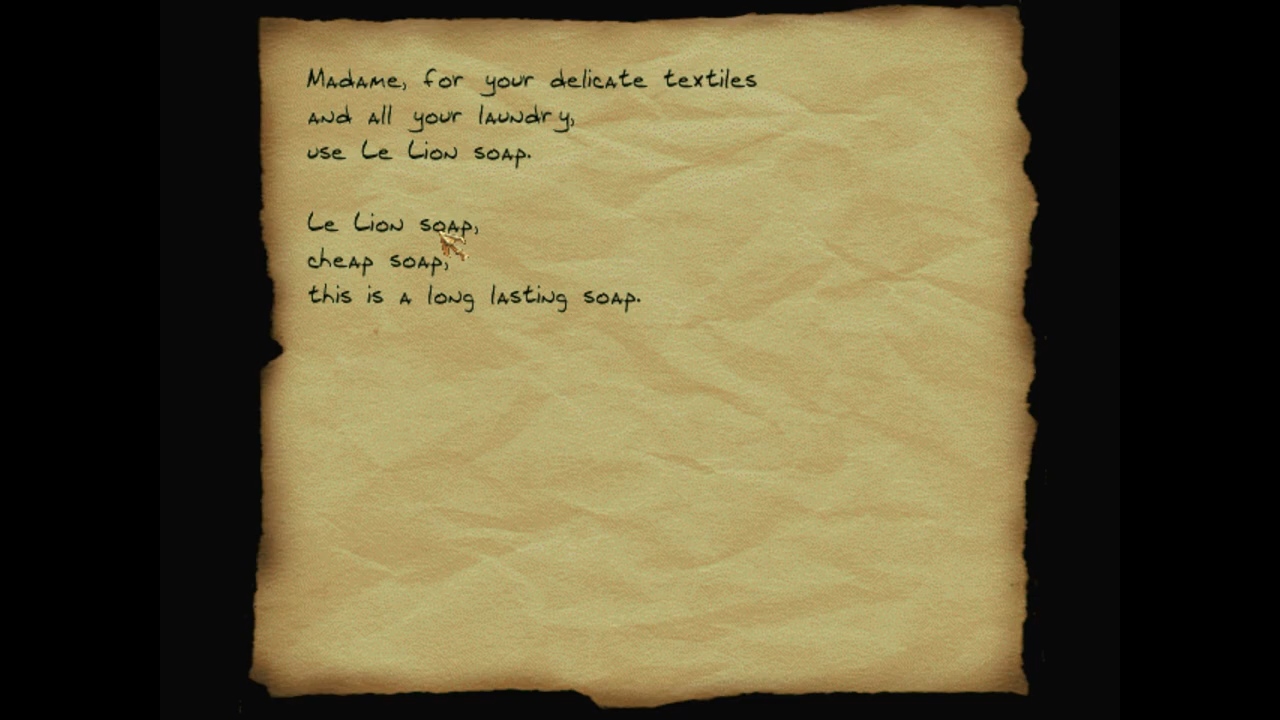 Madame, for your delicate textiles
and all your laundry,
use Le Lion soap.
Le Lion soap,
cheap soap,
this is a long lasting soap.